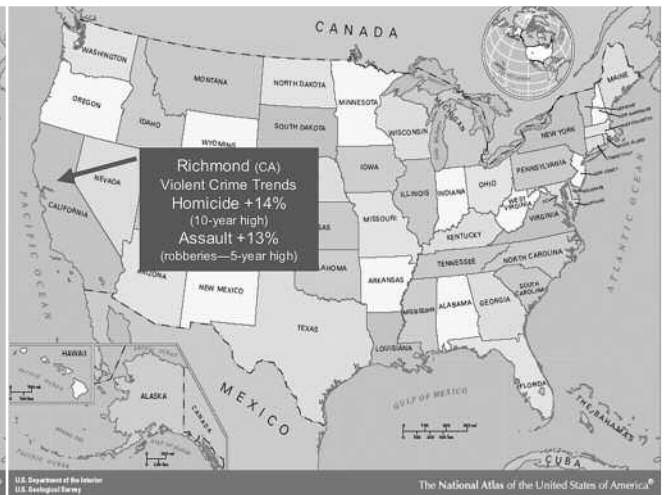 CANADA
WASHINGTON
MONTANA
NORTH DAKOTA
MINNESOTA
MAINE
OREGON
IDAHO
SOUTH DAKOTA
WISCONSIN
NEW YORK
WYOMING
IOWA
PENNSYLVANIA
NEVADA
ILLINOIS
INDIANA
OHIO
CALIFORNIA
MISSOURI
WEST
VIRGINIA
VIRGINIA
KENTUCKY
Richmond (CA)
Violent Crime Trends
Homicide +14%
(10-year high)
Assault +13%
(robberies—5-year high)
TENNESSEE
NORTH CAROLINA
ARKANSAS
SOUTH
CAROLINA
NEW MEXICO
ALABAMA
GEORGIA
TEXAS
LOUISIANA
FLORIDA
HAWAII
ALASKA
CANADA
MEXICO
GULF OF MEXICO
THE BAHAMAS
CUBA
PACIFIC OCEAN
ATLANTIC OCEAN
U.S. Department of the Interior
U.S. Geological Survey
The National Atlas of the United States of America®